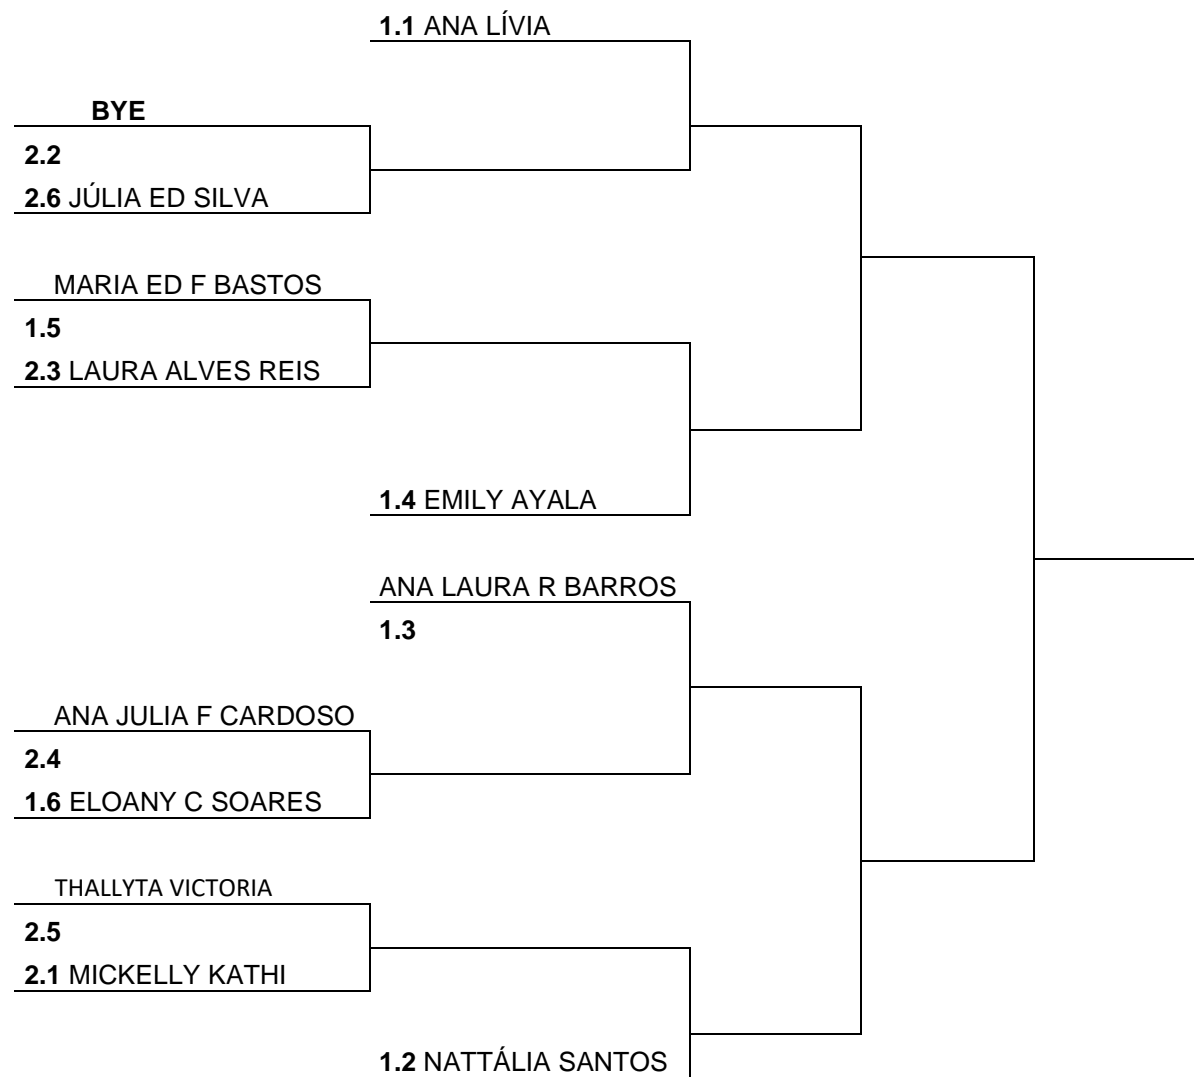 1.1 ANA LÍVIA
BYE
2.2
2.6 JÚLIA ED SILVA
MARIA ED F BASTOS
1.5
2.3 LAURA ALVES REIS
1.4 EMILY AYALA
ANA LAURA R BARROS
1.3
ANA JULIA F CARDOSO
2.4
1.6 ELOANY C SOARES
THALLYTA VICTORIA
2.5
2.1 MICKELLY KATHI
1.2 NATTÁLIA SANTOS